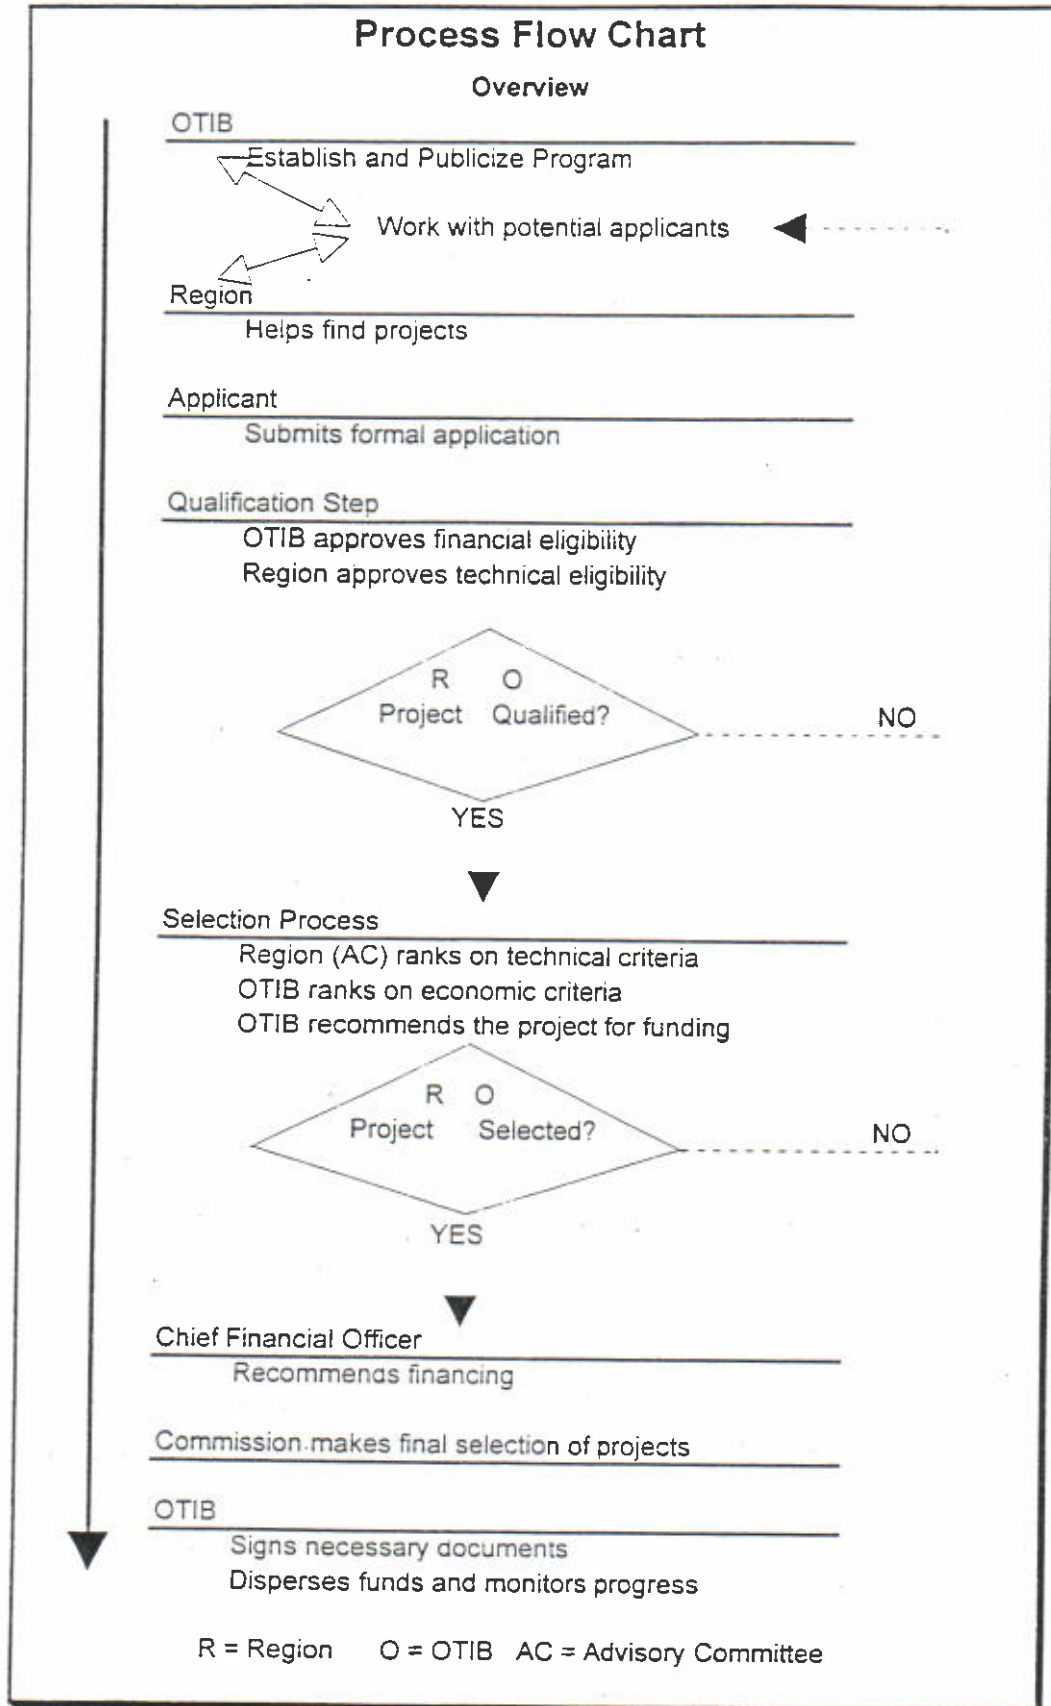 Process Flow Chart
Overview
OTIB
Establish and Publicize Program
Work with potential applicants
Region
Helps find projects
Applicant
Submits formal application
Qualification Step
OTIB approves financial eligibility
Region approves technical eligibility
R O
Project Qualified?
NO
YES
Selection Process
Region (AC) ranks on technical criteria
OTIB ranks on economic criteria
OTIB recommends the project for funding
R O
Project Selected?
NO
YES
Chief Financial Officer
Recommends financing
Commission makes final selection of projects
OTIB
Signs necessary documents
Disperses funds and monitors progress
R = Region O = OTIB AC = Advisory Committee